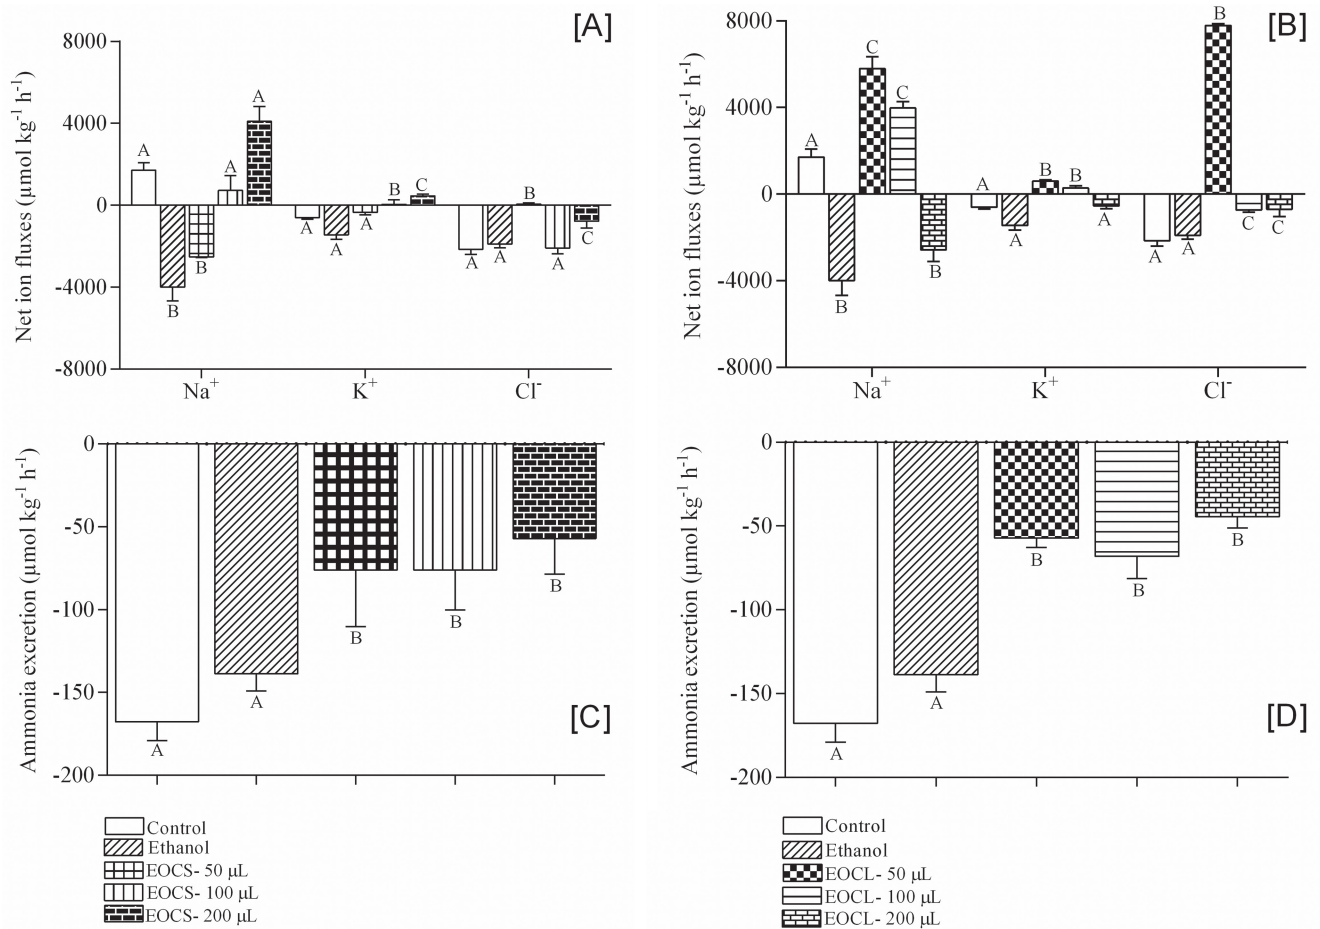 [A]
Net ion fluxes (µmol kg-1 h-1)
8000
4000
0
-4000
-8000
A
B
B
A
A
A
A
A
B
C
A
A
B
A
C
Na+
K+
Cl-
[B]
Net ion fluxes (µmol kg-1 h-1)
8000
4000
0
-4000
-8000
A
B
C
C
B
A
A
B
B
A
A
A
B
C
C
Na+
K+
Cl-
[C]
Ammonia excretion (µmol kg-1 h-1)
0
-50
-100
-150
-200
A
A
B
B
B
[D]
Ammonia excretion (µmol kg-1 h-1)
0
-50
-100
-150
-200
A
A
B
B
B
Control
Ethanol
EOCS- 50 µL
EOCS- 100 µL
EOCS- 200 µL
Control
Ethanol
EOCL- 50 µL
EOCL- 100 µL
EOCL- 200 µL